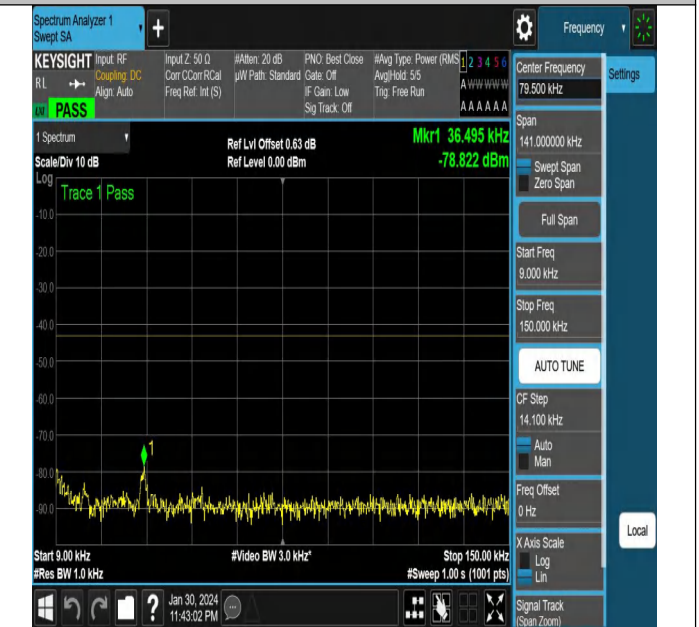 Spectrum Analyzer 1
Swept SA
+
Frequency
KEYSIGHT
RL
PASS
Input: RF
Coupling: DC
Align: Auto
Input Z: 50 Ω
Corr CCorr RCal
Freq Ref: Int (S)
#Atten: 20 dB
µW Path: Standard
PNO: Best Close
Gate: Off
IF Gain: Low
Sig Track: Off
#Avg Type: Power (RMS
Avg|Hold: 5/5
Trig: Free Run
1 2 3 4 5 6
A W W W W W
A A A A A A
1 Spectrum
Scale/Div 10 dB
Log
Ref Lvl Offset 0.63 dB
Ref Level 0.00 dBm
Mkr1 36.495 kHz
-78.822 dBm
Trace 1 Pass
-10.0
-20.0
-30.0
-40.0
-50.0
-60.0
-70.0
-80.0
-90.0
1
Start 9.00 kHz
#Res BW 1.0 kHz
#Video BW 3.0 kHz*
Stop 150.00 kHz
#Sweep 1.00 s (1001 pts)
?
Jan 30, 2024
11:43:02 PM
Center Frequency
79.500 kHz
Settings
Span
141.000000 kHz
Swept Span
Zero Span
Full Span
Start Freq
9.000 kHz
Stop Freq
150.000 kHz
AUTO TUNE
CF Step
14.100 kHz
Auto
Man
Freq Offset
0 Hz
X Axis Scale
Log
Lin
Local
Signal Track
(Span Zoom)